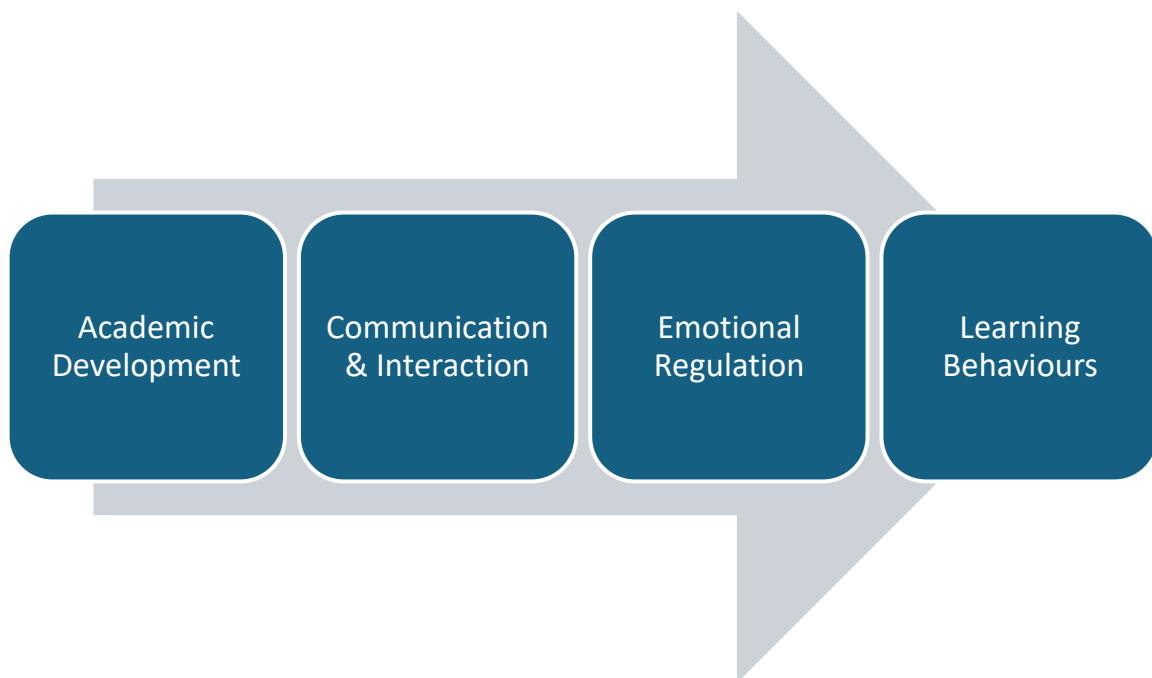 Academic
Development
Communication
& Interaction
Emotional
Regulation
Learning
Behaviours